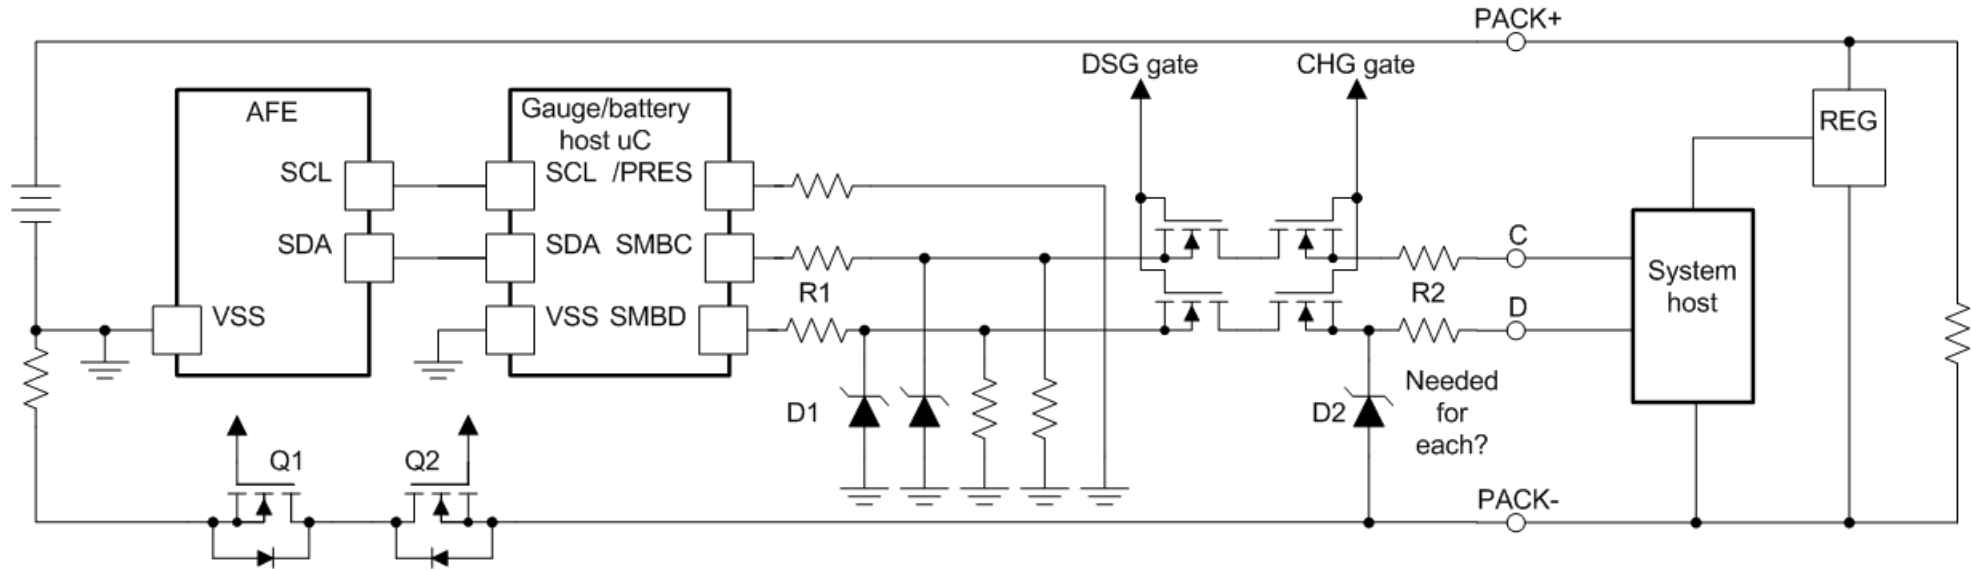 PACK+
DSG gate
CHG gate
AFE
Gauge/battery
host uC
REG
SCL
SCL
/PRES
SDA
SDA
SMBC
C
R1
R2
System
host
VSS
VSS
SMBD
D
D1
D2
Needed
for
each?
Q1
Q2
PACK-